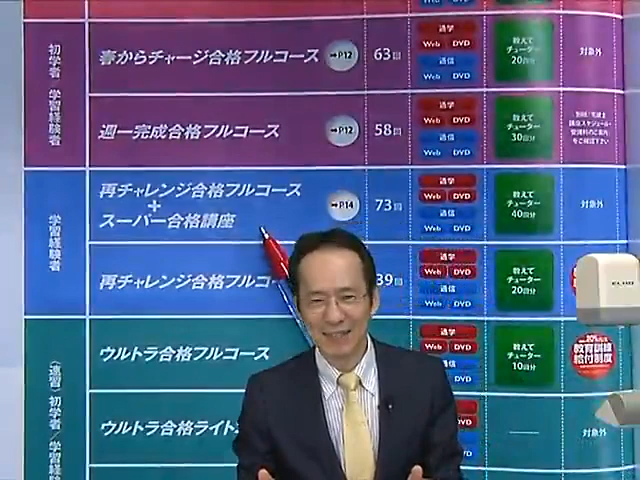 初学者 学習経験者
春からチャージ合格フルコース ➡P12 63回 通学 Web DVD 通信 Web DVD 教えてチューター20回分 対象外
週一完成合格フルコース ➡P12 58回 通学 Web DVD 通信 Web DVD 教えてチューター30回分
をご確認下さい
学習経験者
再チャレンジ合格フルコース
+
スーパー合格講座
➡P14 73回 通学 Web DVD 通信 Web DVD 教えてチューター40回分 対象外
再チャレンジ合格フルコ 39回 通学 Web DVD 通信 Web DVD 教えてチューター20回分
(速習) 初学者/学習経
ウルトラ合格フルコース 通学 Web DVD DVD 教えてチューター10回分 教育訓練給付制度
ウルトラ合格ライト DVD DVD 対象外